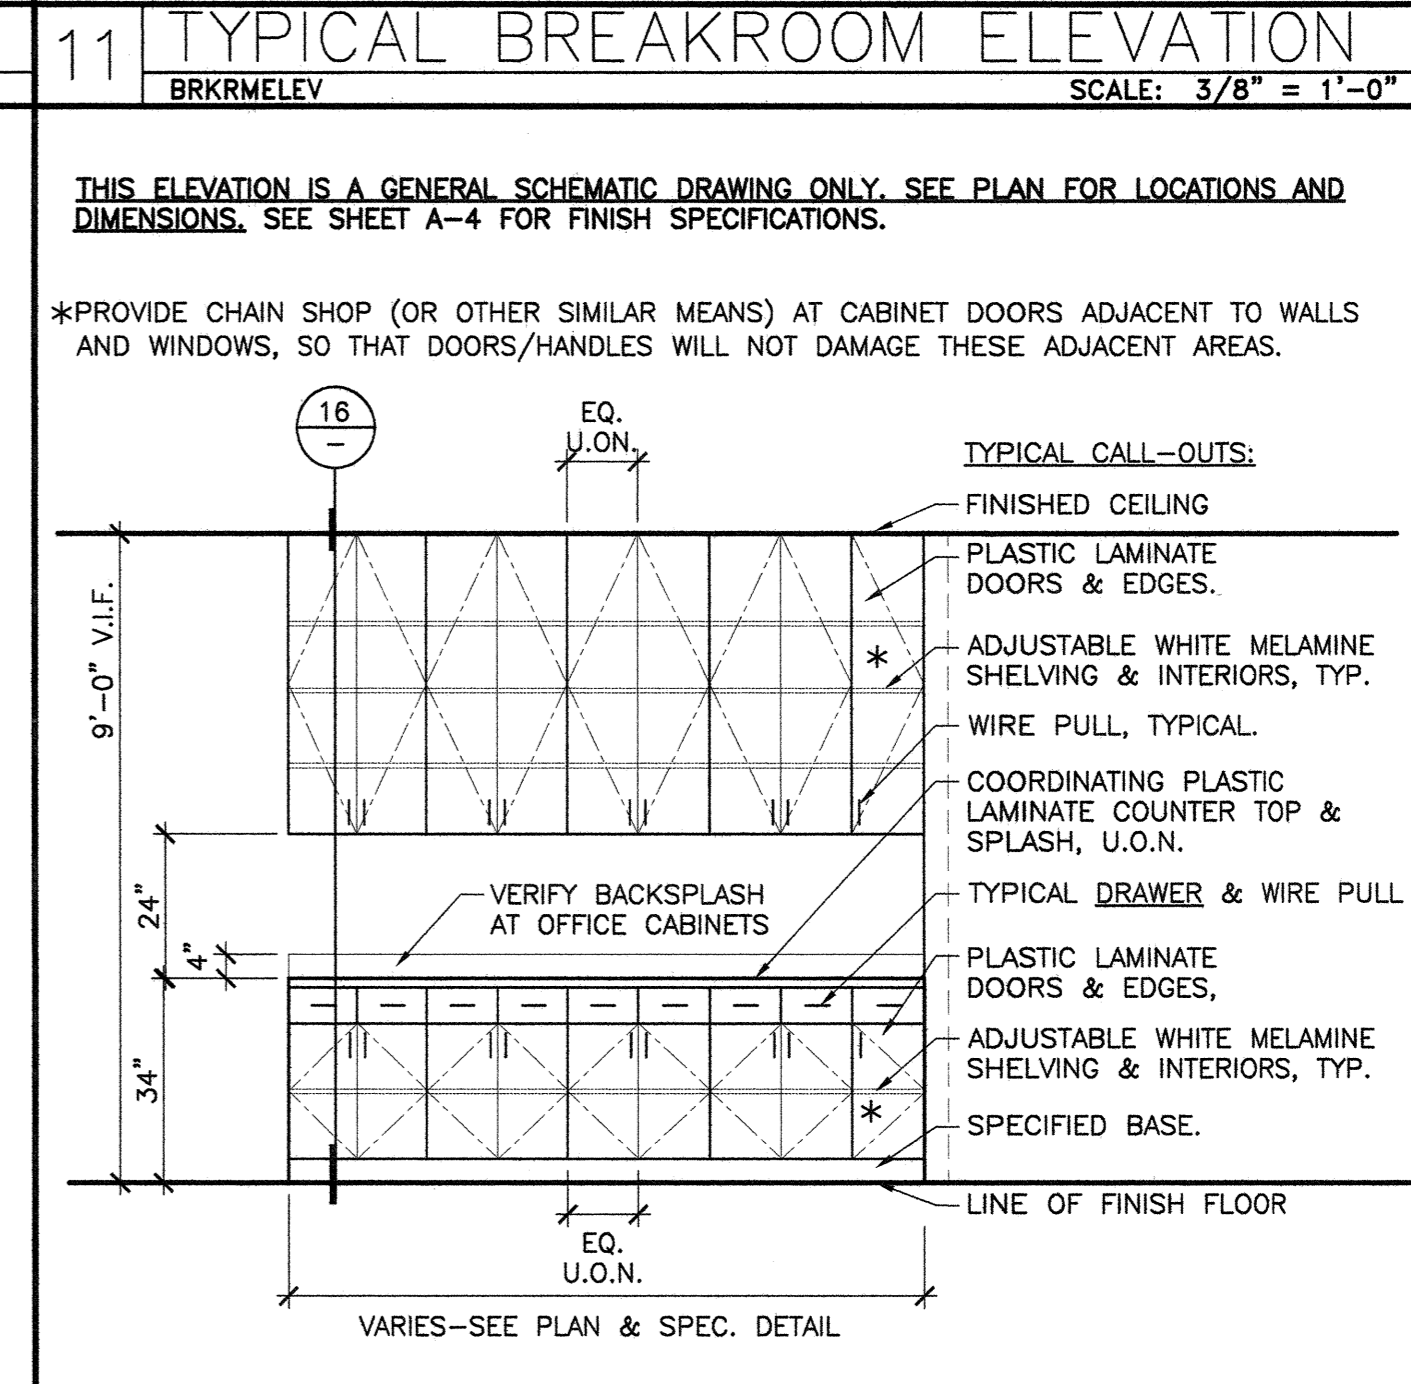 11
TYPICAL BREAKROOM ELEVATION
BRKRMELEV
SCALE: 3/8" = 1'-0"
THIS ELEVATION IS A GENERAL SCHEMATIC DRAWING ONLY. SEE PLAN FOR LOCATIONS AND
DIMENSIONS. SEE SHEET A-4 FOR FINISH SPECIFICATIONS.
*PROVIDE CHAIN SHOP (OR OTHER SIMILAR MEANS) AT CABINET DOORS ADJACENT TO WALLS
AND WINDOWS, SO THAT DOORS/HANDLES WILL NOT DAMAGE THESE ADJACENT AREAS.
16
-
EQ.
U.ON.
TYPICAL CALL-OUTS:
FINISHED CEILING
PLASTIC LAMINATE
DOORS & EDGES.
9'-0" V.I.F.
*
ADJUSTABLE WHITE MELAMINE
SHELVING & INTERIORS, TYP.
WIRE PULL, TYPICAL.
COORDINATING PLASTIC
LAMINATE COUNTER TOP &
SPLASH, U.O.N.
24"
VERIFY BACKSPLASH
AT OFFICE CABINETS
TYPICAL DRAWER & WIRE PULL
4"
PLASTIC LAMINATE
DOORS & EDGES,
34"
ADJUSTABLE WHITE MELAMINE
SHELVING & INTERIORS, TYP.
*
SPECIFIED BASE.
LINE OF FINISH FLOOR
EQ.
U.O.N.
VARIES-SEE PLAN & SPEC. DETAIL